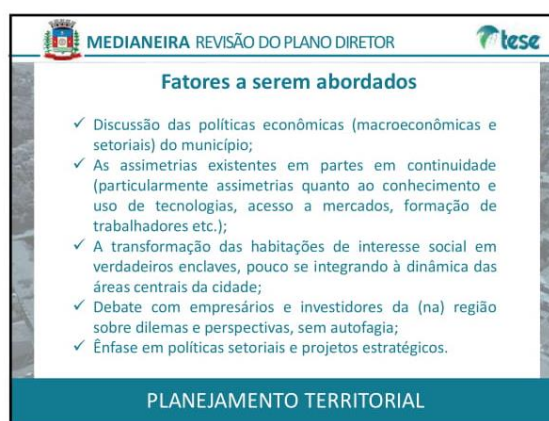 MEDIANEIRA REVISÃO DO PLANO DIRETOR
tese
Fatores a serem abordados
✓ Discussão das políticas econômicas (macroeconômicas e
setoriais) do município;
✓ As assimetrias existentes em partes em continuidade
(particularmente assimetrias quanto ao conhecimento e
uso de tecnologias, acesso a mercados, formação de
trabalhadores etc.);
✓ A transformação das habitações de interesse social em
verdadeiros enclaves, pouco se integrando à dinâmica das
áreas centrais da cidade;
✓ Debate com empresários e investidores da (na) região
sobre dilemas e perspectivas, sem autofagia;
✓ Ênfase em políticas setoriais e projetos estratégicos.
PLANEJAMENTO TERRITORIAL